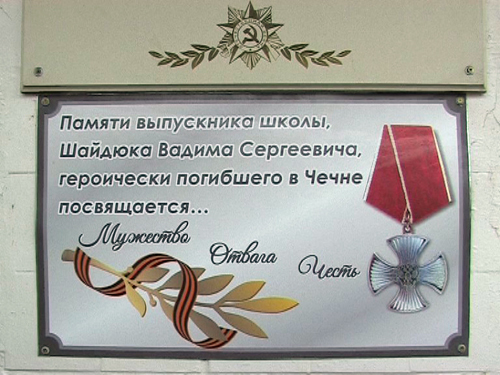 Памяти выпускника школы,
Шайдюка Вадима Сергеевича,
героически погибшего в Чечне
посвящается...
Мужество
Отвага
Честь